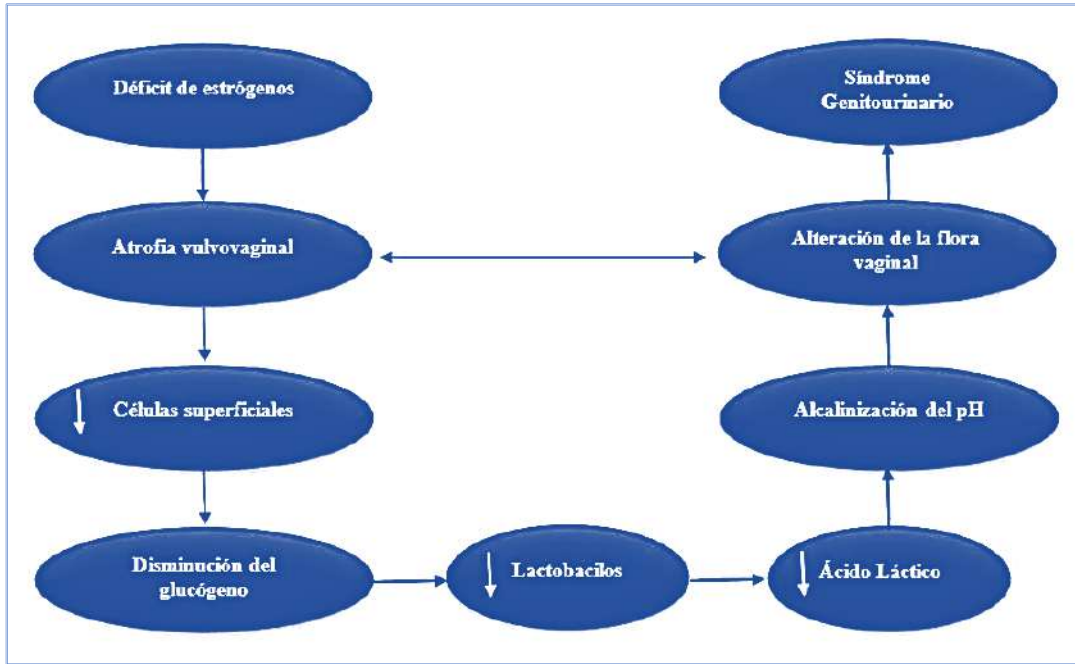 Déficit de estrógenos
Síndrome
Genitourinario
Atrofia vulvovaginal
Alteración de la flora
vaginal
Células superficiales
Alcalinización del pH
Disminución del
glucógeno
Lactobacilos
Ácido Láctico